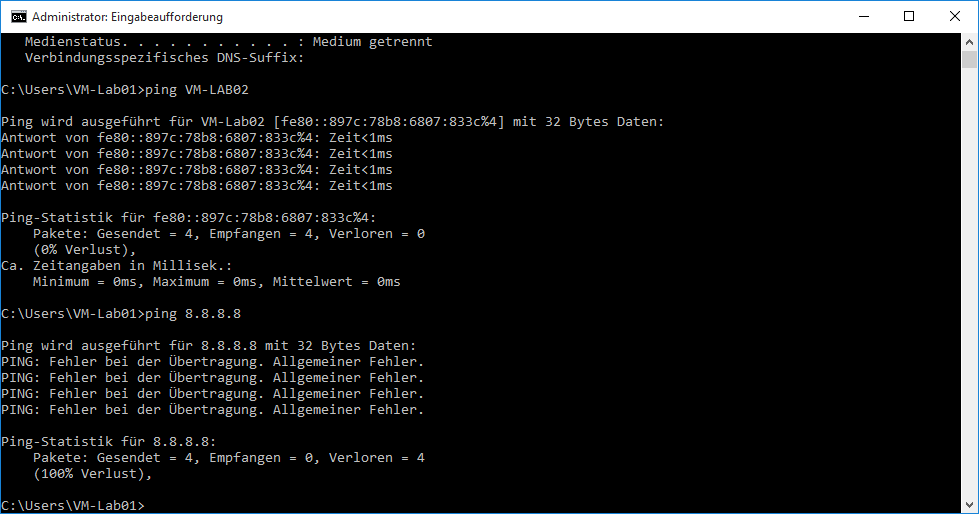 Administrator: Eingabeaufforderung
Medienstatus. . . . . . . . . . . : Medium getrennt
Verbindungsspezifisches DNS-Suffix:
C:\Users\VM-Lab01>ping VM-LAB02
Ping wird ausgeführt für VM-Lab02 [fe80::897c:78b8:6807:833c%4] mit 32 Bytes Daten:
Antwort von fe80::897c:78b8:6807:833c%4: Zeit<1ms
Antwort von fe80::897c:78b8:6807:833c%4: Zeit<1ms
Antwort von fe80::897c:78b8:6807:833c%4: Zeit<1ms
Antwort von fe80::897c:78b8:6807:833c%4: Zeit<1ms
Ping-Statistik für fe80::897c:78b8:6807:833c%4:
Pakete: Gesendet = 4, Empfangen = 4, Verloren = 0
(0% Verlust),
Ca. Zeitangaben in Millisek.:
Minimum = 0ms, Maximum = 0ms, Mittelwert = 0ms
C:\Users\VM-Lab01>ping 8.8.8.8
Ping wird ausgeführt für 8.8.8.8 mit 32 Bytes Daten:
PING: Fehler bei der Übertragung. Allgemeiner Fehler.
PING: Fehler bei der Übertragung. Allgemeiner Fehler.
PING: Fehler bei der Übertragung. Allgemeiner Fehler.
PING: Fehler bei der Übertragung. Allgemeiner Fehler.
Ping-Statistik für 8.8.8.8:
Pakete: Gesendet = 4, Empfangen = 0, Verloren = 4
(100% Verlust),
C:\Users\VM-Lab01>